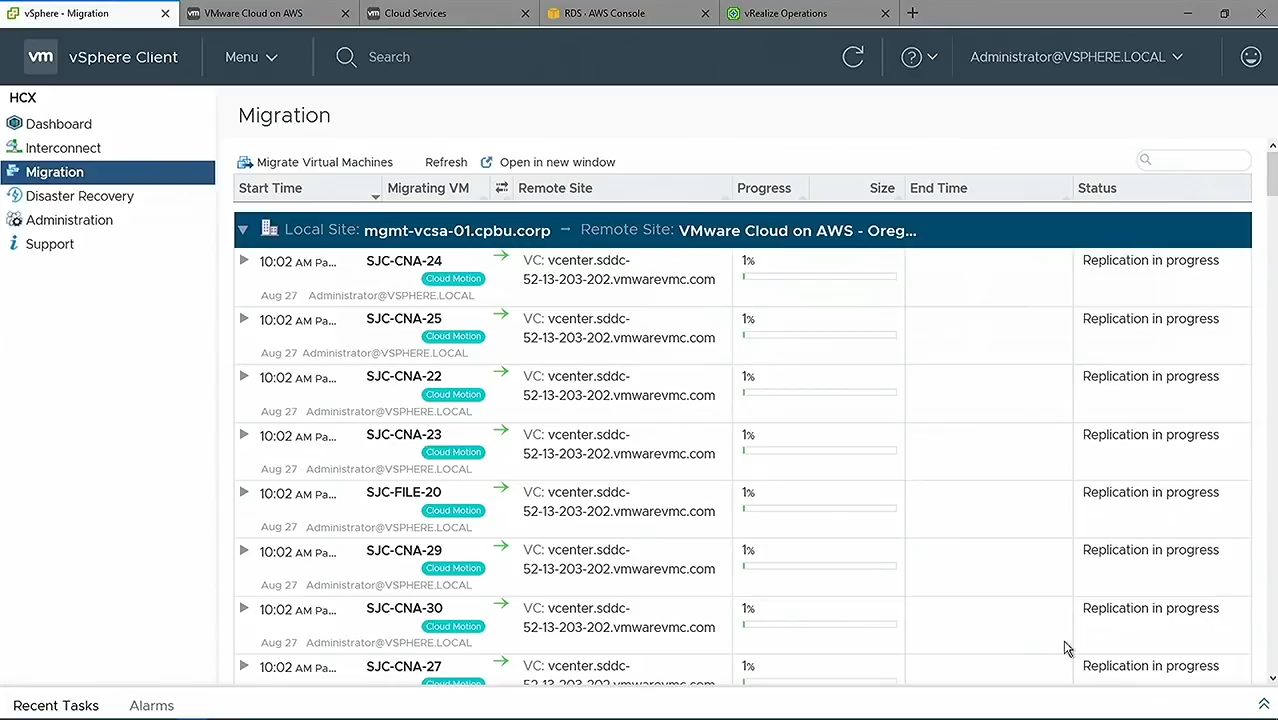 vSphere - Migration
VMware Cloud on AWS
Cloud Services
RDS - AWS Console
vRealize Operations
vm vSphere Client
Menu
Search
Administrator@VSPHERE.LOCAL
HCX
Dashboard
Interconnect
Migration
Disaster Recovery
Administration
Support
Migration
Migrate Virtual Machines Refresh Open in new window
Start Time Migrating VM Remote Site Progress Size End Time Status
Local Site: mgmt-vcsa-01.cpbu.corp → Remote Site: VMware Cloud on AWS - Oreg...
10:02 AM Pa... SJC-CNA-24 VC: vcenter.sddc- 1% Replication in progress
Cloud Motion 52-13-203-202.vmwarevmc.com
Aug 27 Administrator@VSPHERE.LOCAL
10:02 AM Pa... SJC-CNA-25 VC: vcenter.sddc- 1% Replication in progress
Cloud Motion 52-13-203-202.vmwarevmc.com
Aug 27 Administrator@VSPHERE.LOCAL
10:02 AM Pa... SJC-CNA-22 VC: vcenter.sddc- 1% Replication in progress
Cloud Motion 52-13-203-202.vmwarevmc.com
Aug 27 Administrator@VSPHERE.LOCAL
10:02 AM Pa... SJC-CNA-23 VC: vcenter.sddc- 1% Replication in progress
Cloud Motion 52-13-203-202.vmwarevmc.com
Aug 27 Administrator@VSPHERE.LOCAL
10:02 AM Pa... SJC-FILE-20 VC: vcenter.sddc- 1% Replication in progress
Cloud Motion 52-13-203-202.vmwarevmc.com
Aug 27 Administrator@VSPHERE.LOCAL
10:02 AM Pa... SJC-CNA-29 VC: vcenter.sddc- 1% Replication in progress
Cloud Motion 52-13-203-202.vmwarevmc.com
Aug 27 Administrator@VSPHERE.LOCAL
10:02 AM Pa... SJC-CNA-30 VC: vcenter.sddc- 1% Replication in progress
Cloud Motion 52-13-203-202.vmwarevmc.com
Aug 27 Administrator@VSPHERE.LOCAL
10:02 AM Pa... SJC-CNA-27 VC: vcenter.sddc- 1% Replication in progress
Cloud Motion 52-13-203-202.vmwarevmc.com
Recent Tasks Alarms